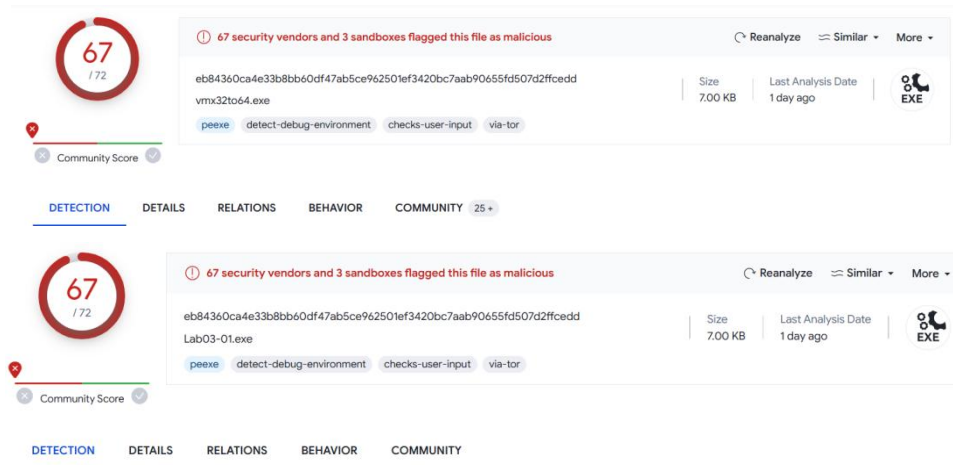 67
/ 72
Community Score
67 security vendors and 3 sandboxes flagged this file as malicious
Reanalyze Similar More
eb84360ca4e33b8bb60df47ab5ce962501ef3420bc7aab90655fd507d2ffcedd
vmx32to64.exe
peexe detect-debug-environment checks-user-input via-tor
Size
7.00 KB
Last Analysis Date
1 day ago
EXE
DETECTION DETAILS RELATIONS BEHAVIOR COMMUNITY 25 +
67
/ 72
Community Score
67 security vendors and 3 sandboxes flagged this file as malicious
Reanalyze Similar More
eb84360ca4e33b8bb60df47ab5ce962501ef3420bc7aab90655fd507d2ffcedd
Lab03-01.exe
peexe detect-debug-environment checks-user-input via-tor
Size
7.00 KB
Last Analysis Date
1 day ago
EXE
DETECTION DETAILS RELATIONS BEHAVIOR COMMUNITY